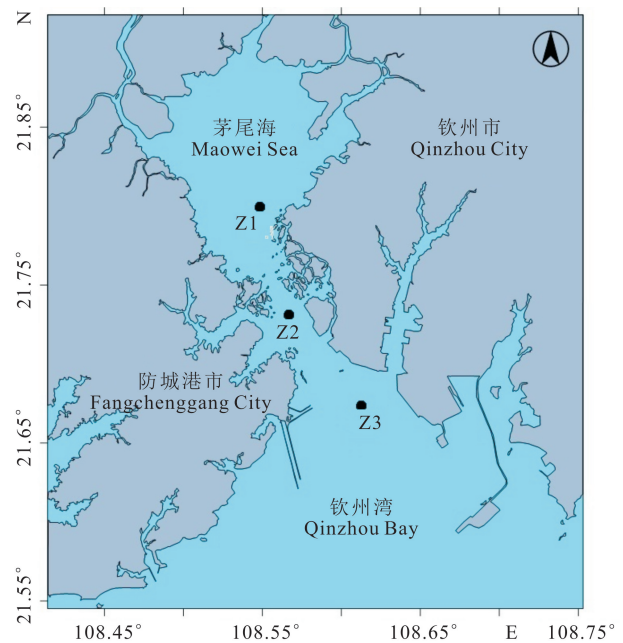 N
茅尾海
Maowei Sea
钦州市
Qinzhou City
21.85°
Z1
21.75°
Z2
防城港市
Fangchenggang City
Z3
21.65°
钦州湾
Qinzhou Bay
21.55°
108.45° 108.55° 108.65° E 108.75°